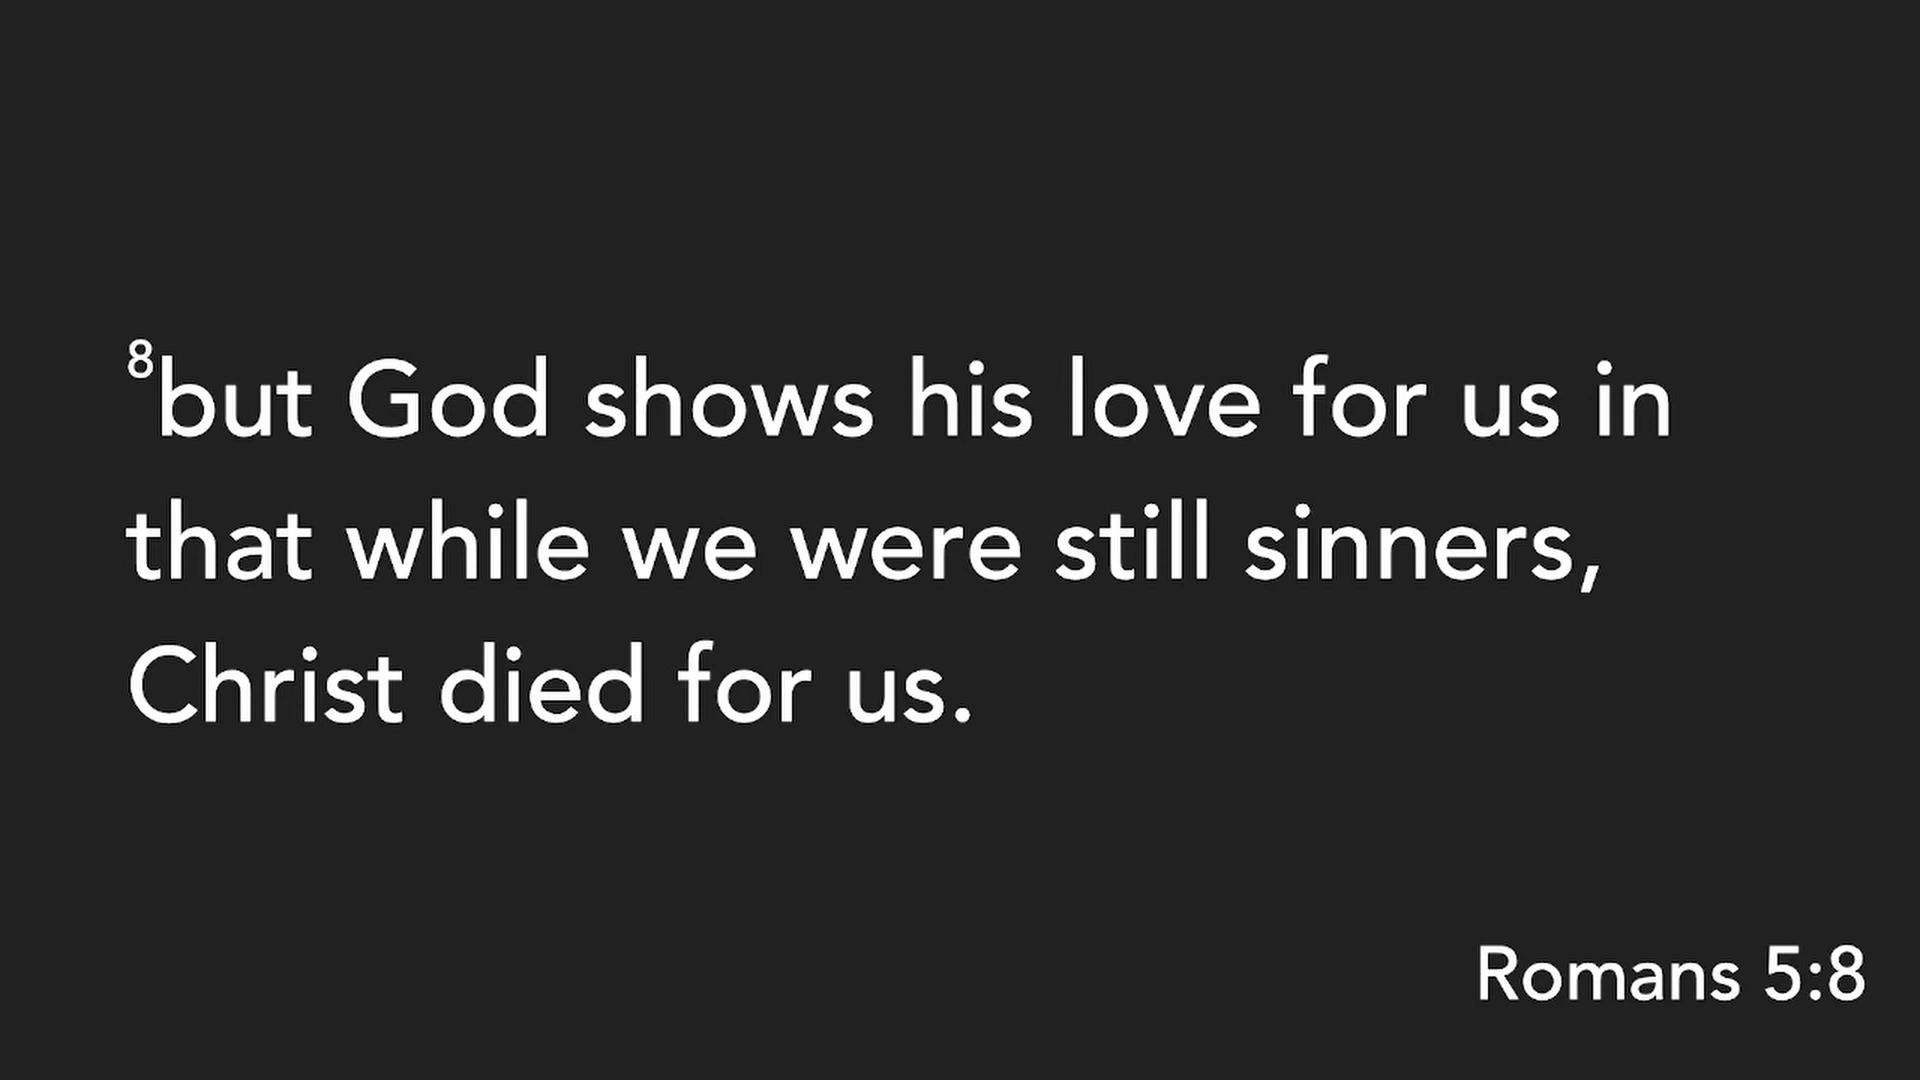 ⁸but God shows his love for us in
that while we were still sinners,
Christ died for us.
Romans 5:8